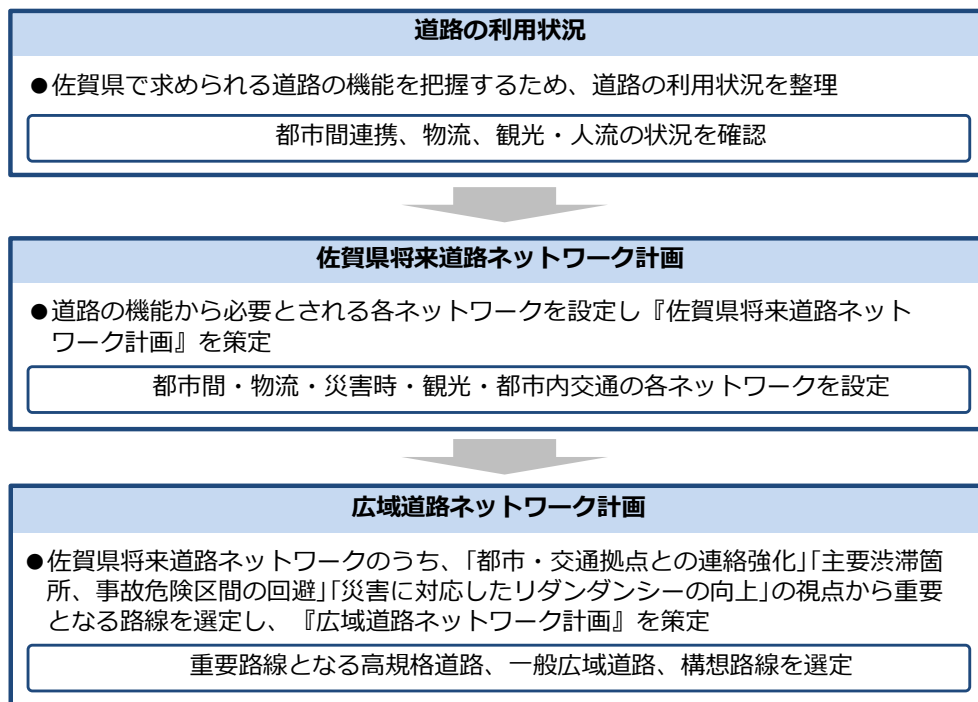 道路の利用状況
●佐賀県で求められる道路の機能を把握するため、道路の利用状況を整理
都市間連携、物流、観光・人流の状況を確認
佐賀県将来道路ネットワーク計画
●道路の機能から必要とされる各ネットワークを設定し『佐賀県将来道路ネット
ワーク計画』を策定
都市間・物流・災害時・観光・都市内交通の各ネットワークを設定
広域道路ネットワーク計画
●佐賀県将来道路ネットワークのうち、「都市・交通拠点との連絡強化」「主要渋滞箇
所、事故危険区間の回避」「災害に対応したリダンダンシーの向上」の視点から重要
となる路線を選定し、『広域道路ネットワーク計画』を策定
重要路線となる高規格道路、一般広域道路、構想路線を選定